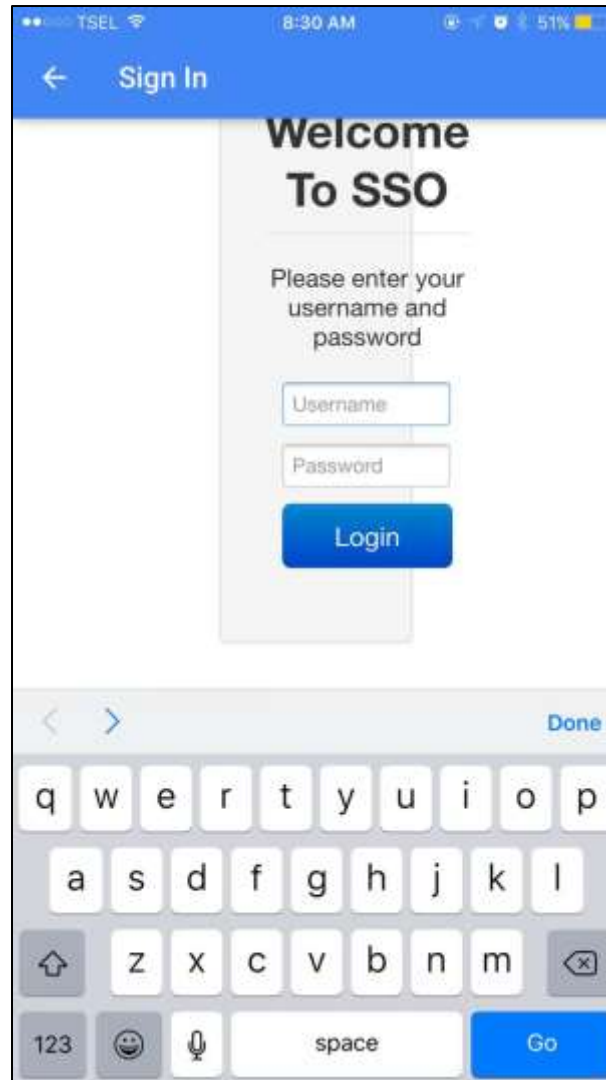 TSEL 8:30 AM 51%
Sign In
Welcome
To SSO
Please enter your
username and
password
Username
Password
Login
Done
q w e r t y u i o p
a s d f g h j k l
z x c v b n m
123 space Go